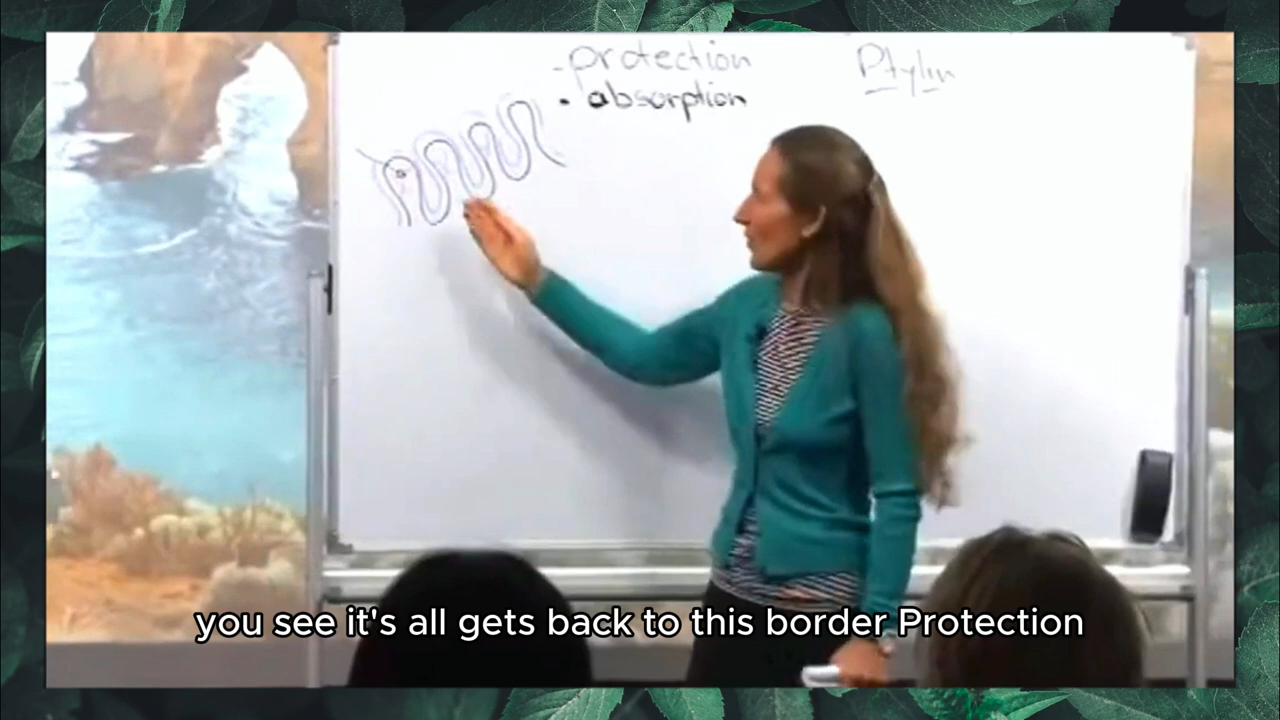 -protection
• absorption
Ptylin
you see it's all gets back to this border Protection